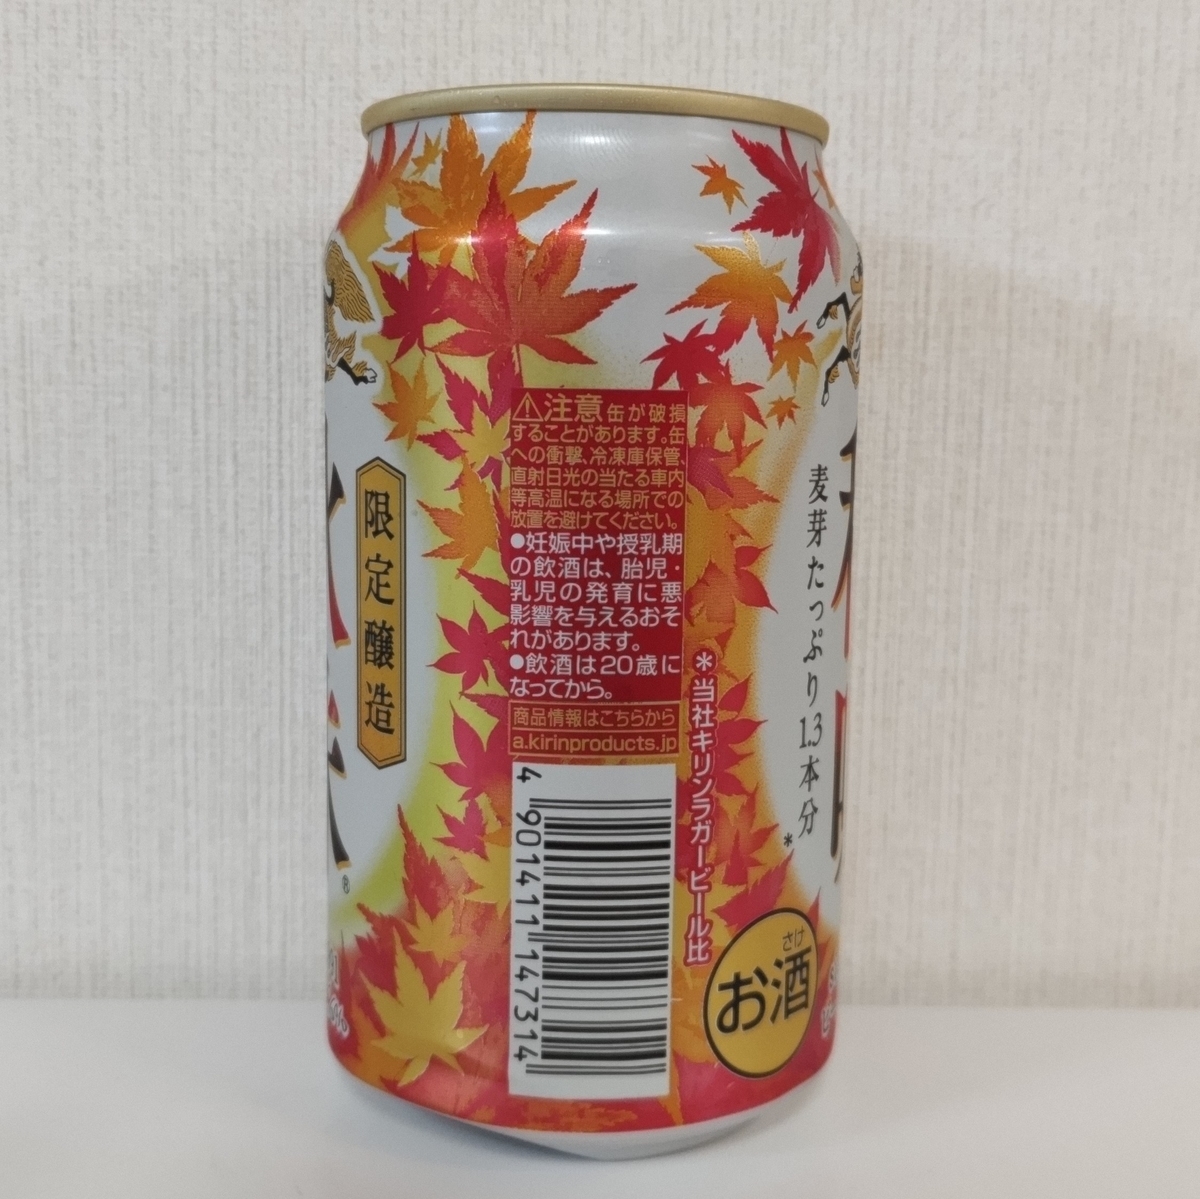 限定醸造
⚠注意 缶が破損
することがあります。缶
への衝撃、冷凍庫保管、
直射日光の当たる車内
等高温になる場所での
放置を避けてください。
●妊娠中や授乳期
の飲酒は、胎児・
乳児の発育に悪
影響を与えるおそ
れがあります。
●飲酒は20歳に
なってから。
商品情報はこちらから
a.kirinproducts.jp
4 901411 147314
*当社キリンラガービール比
麦芽たっぷり1.3本分*
さけ
お酒
®